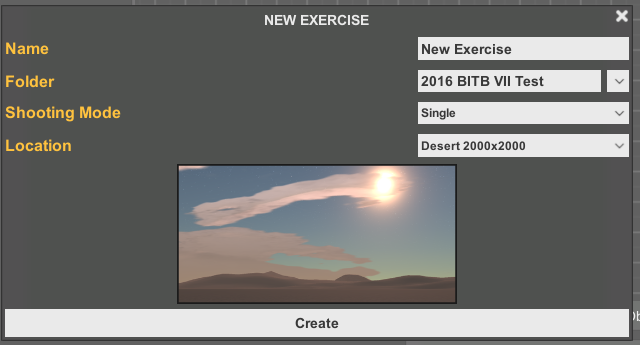 NEW EXERCISE
Name
New Exercise
Folder
2016 BITB VII Test
Shooting Mode
Single
Location
Desert 2000x2000
Create